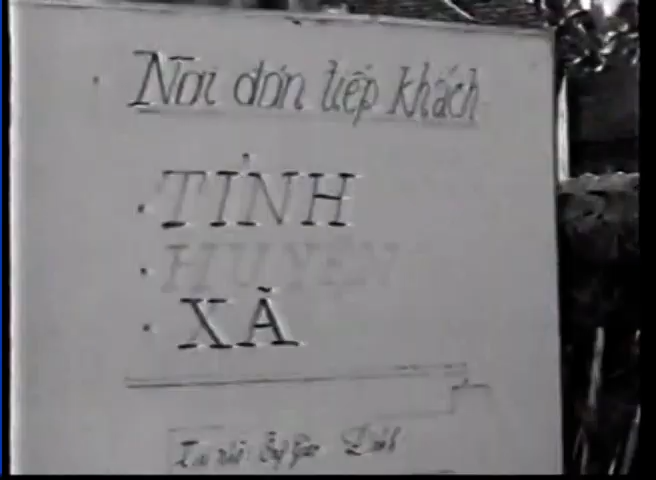 Nơi đón tiếp khách
• TỈNH
• HUYỆN
• XÃ